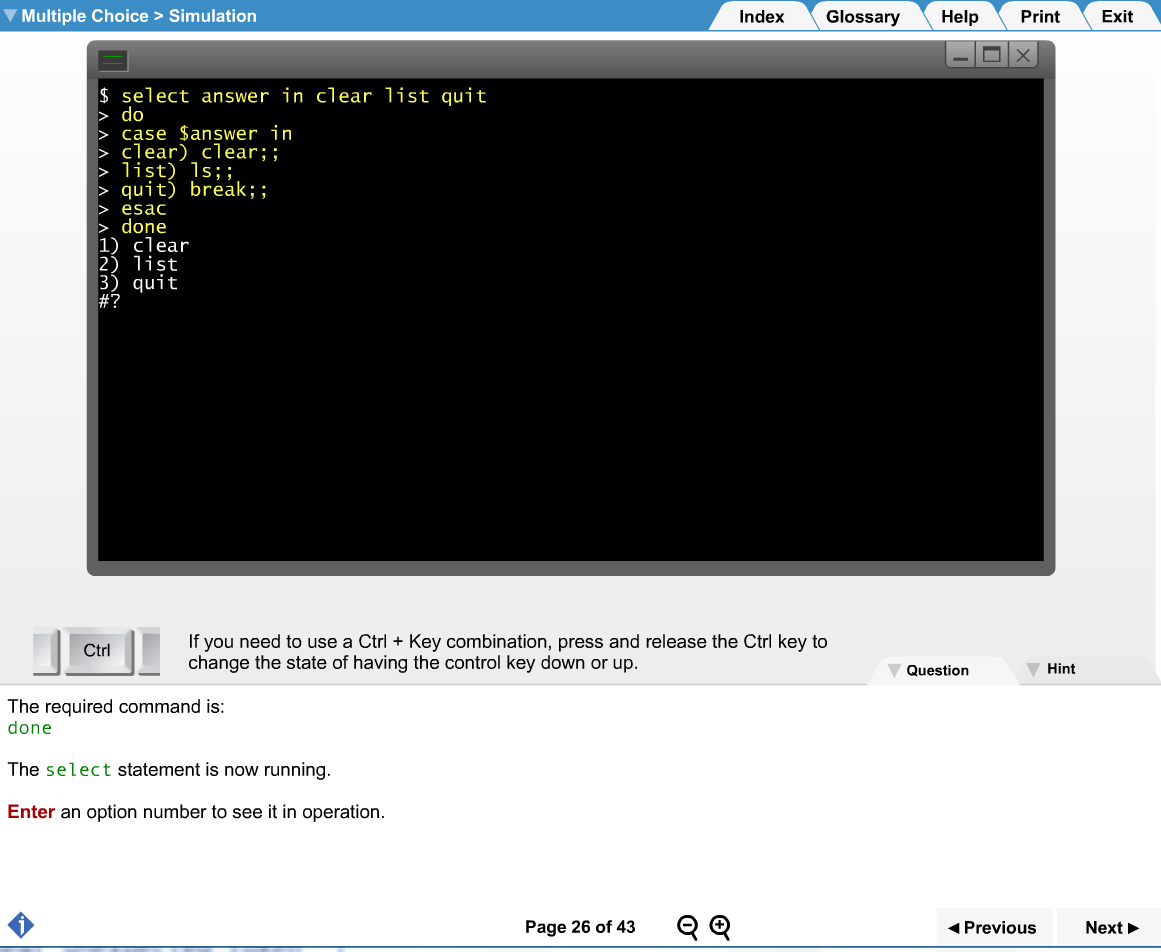 Multiple Choice > Simulation
Index
Glossary
Help
Print
Exit
$ select answer in clear list quit
> do
> case $answer in
> clear) clear;;
> list) ls;;
> quit) break;;
> esac
> done
1) clear
2) list
3) quit
#?
Ctrl
If you need to use a Ctrl + Key combination, press and release the Ctrl key to
change the state of having the control key down or up.
Question
Hint
The required command is:
done
The select statement is now running.
Enter an option number to see it in operation.
Page 26 of 43
Previous
Next